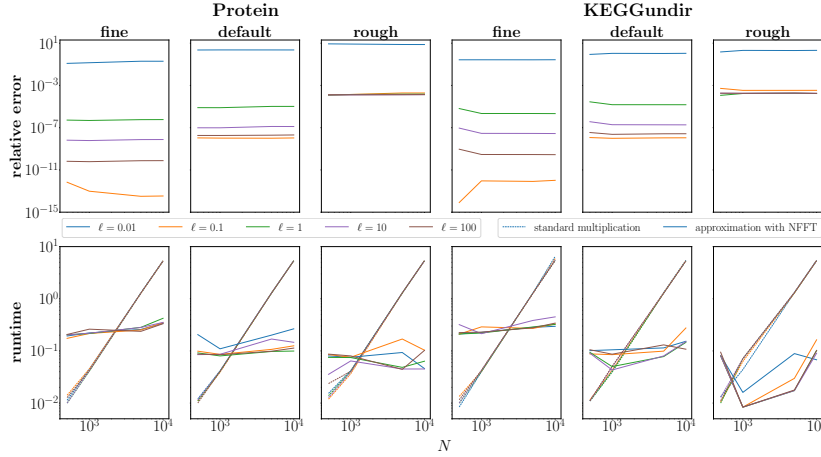 Protein KEGGundir
fine default rough fine default rough
relative error
10^1
10^-3
10^-7
10^-11
10^-15
ℓ = 0.01 ℓ = 0.1 ℓ = 1 ℓ = 10 ℓ = 100 standard multiplication approximation with NFFT
runtime
10^1
10^0
10^-1
10^-2
10^3 10^4 10^3 10^4 10^3 10^4 10^3 10^4 10^3 10^4 10^3 10^4
N